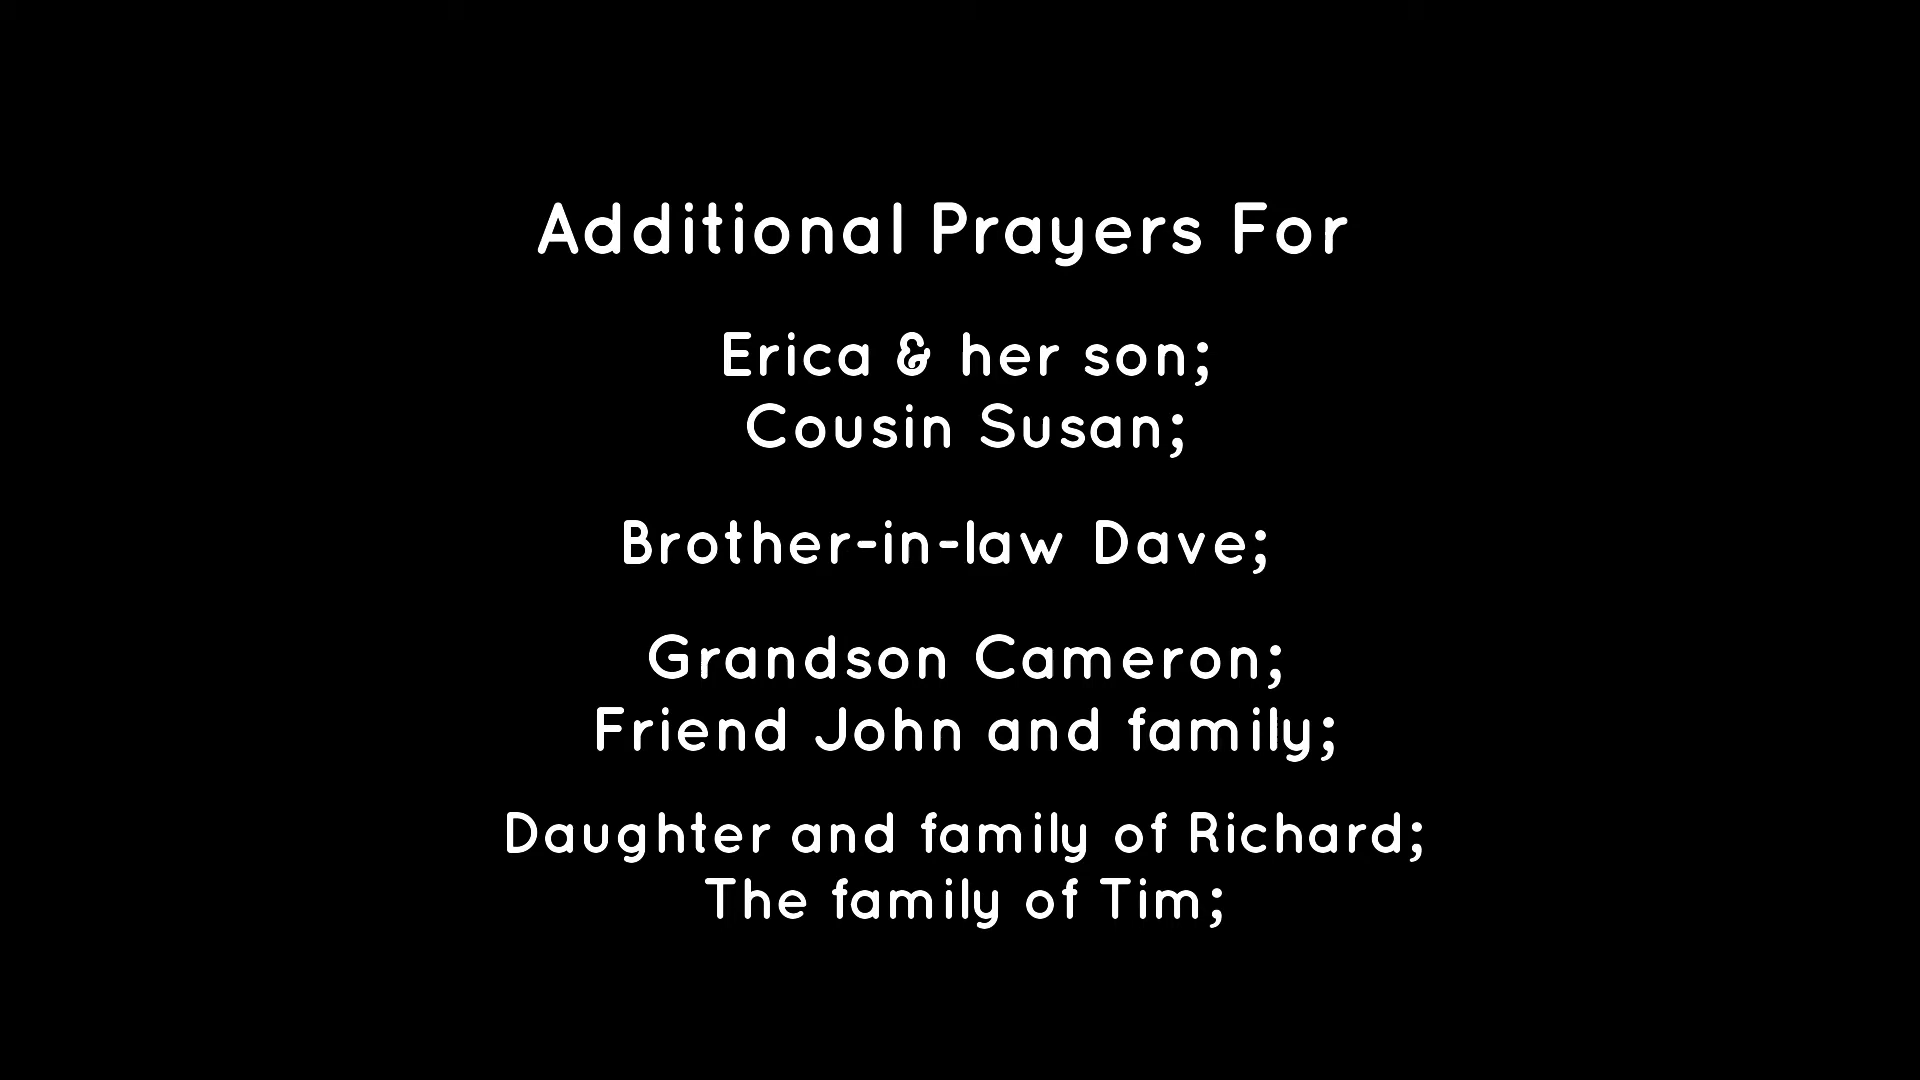 Additional Prayers For
Erica & her son;
Cousin Susan;
Brother-in-law Dave;
Grandson Cameron;
Friend John and family;
Daughter and family of Richard;
The family of Tim;